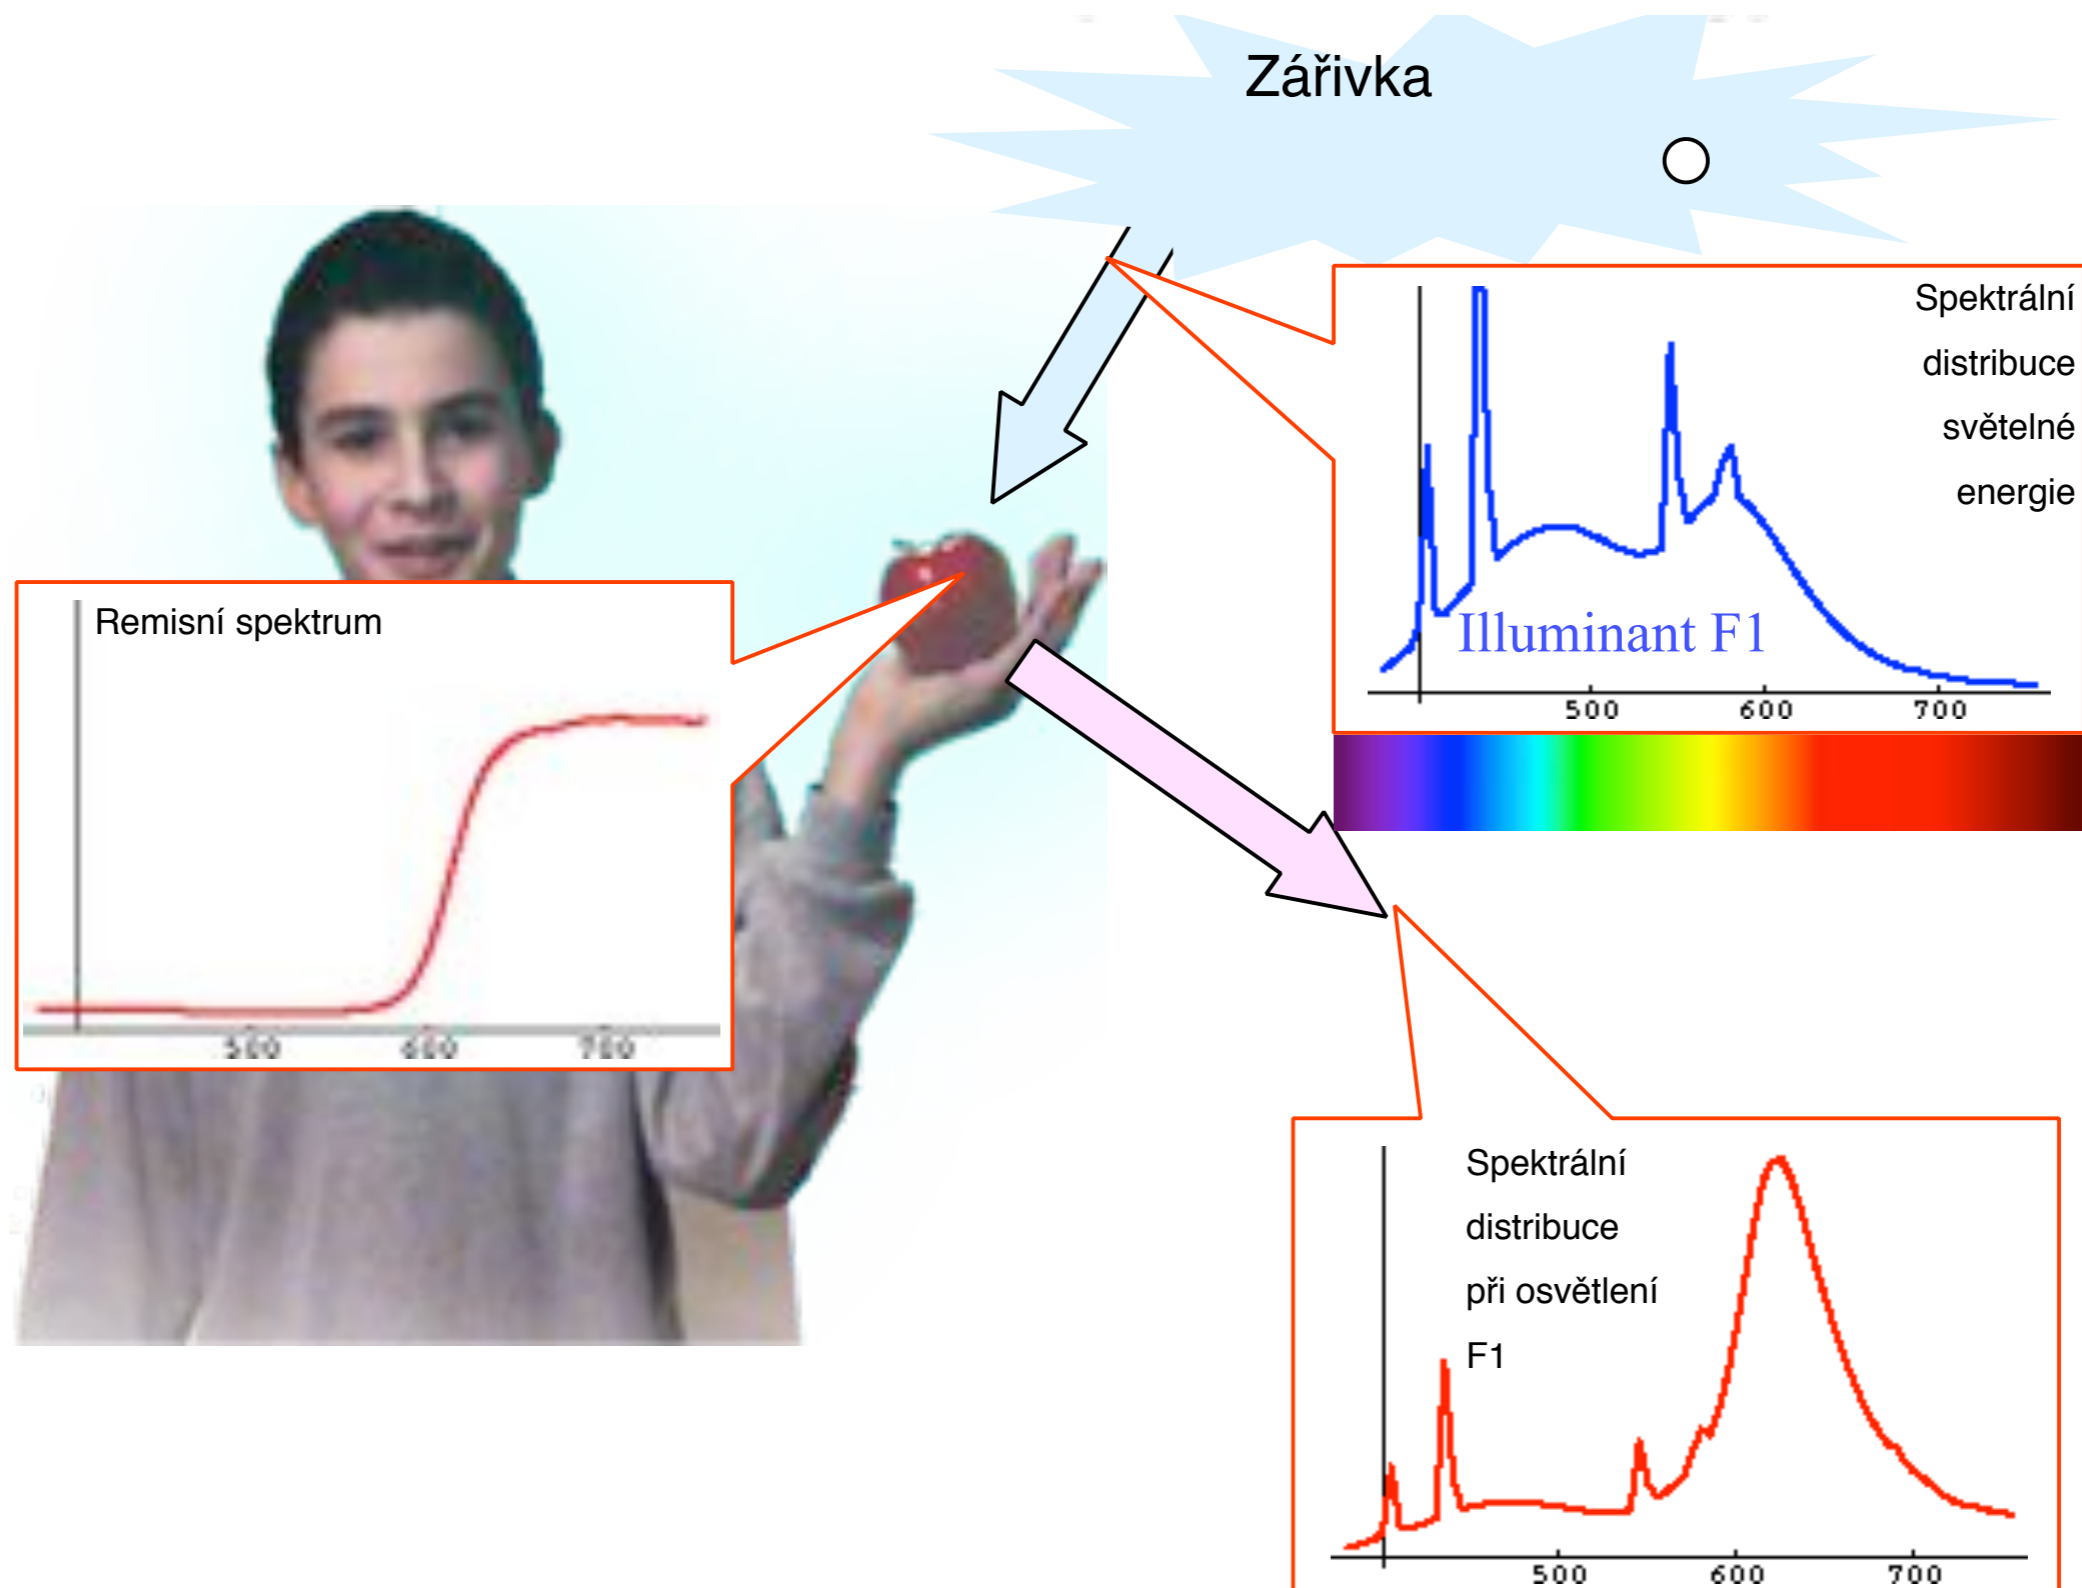 Zářivka
Spektrální
distribuce
světelné
energie
Illuminant F1
500 600 700
Remisní spektrum
500 600 700
Spektrální
distribuce
při osvětlení
F1
500 600 700